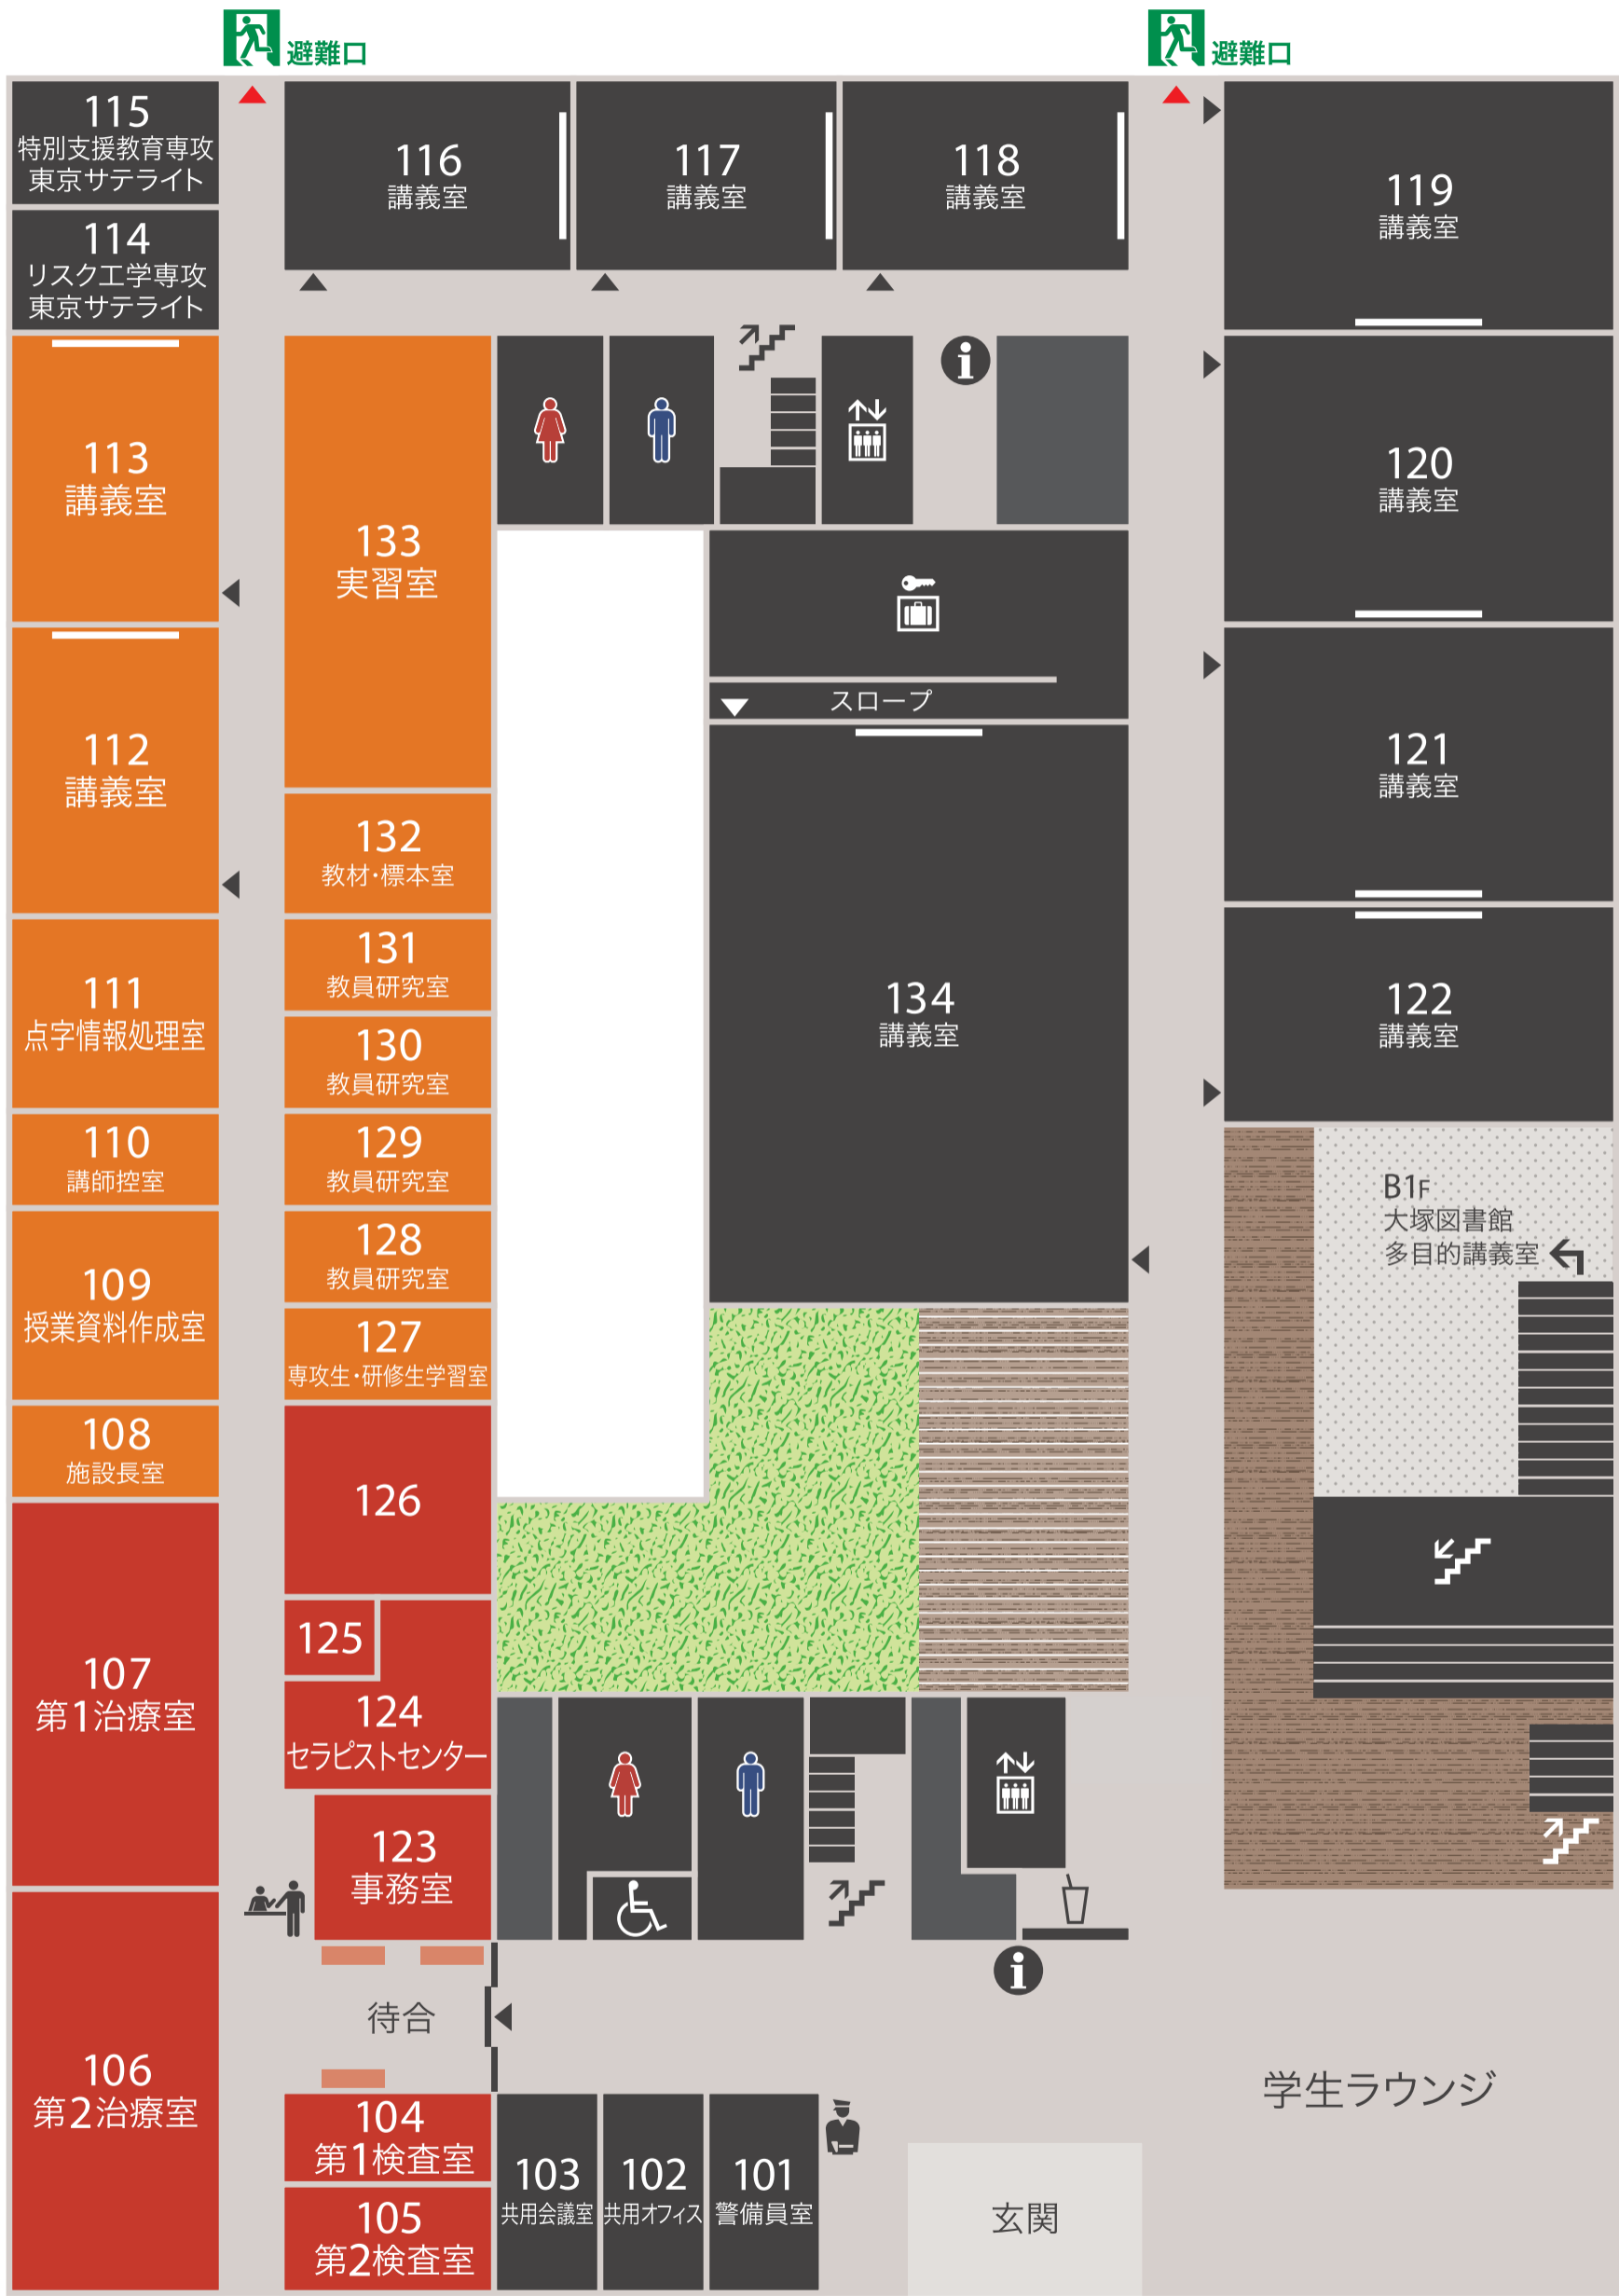 避難口
避難口
115
特別支援教育専攻
東京サテライト
114
リスク工学専攻
東京サテライト
116
講義室
117
講義室
118
講義室
119
講義室
113
講義室
133
実習室
120
講義室
スロープ
112
講義室
132
教材・標本室
121
講義室
111
点字情報処理室
131
教員研究室
130
教員研究室
134
講義室
122
講義室
110
講師控室
129
教員研究室
109
授業資料作成室
128
教員研究室
B1F
大塚図書館
多目的講義室
127
専攻生・研修生学習室
108
施設長室
126
107
第1治療室
125
124
セラピストセンター
123
事務室
待合
106
第2治療室
104
第1検査室
105
第2検査室
103
共用会議室
102
共用オフィス
101
警備員室
学生ラウンジ
玄関